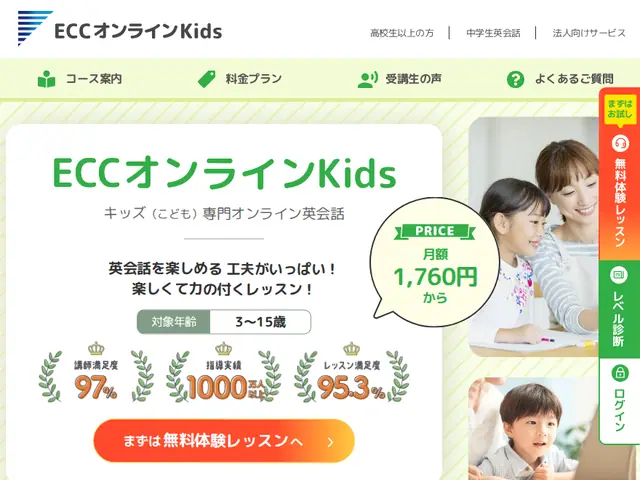 ECCオンラインKids
高校生以上の方
中学生英会話
法人向けサービス
コース案内
料金プラン
受講生の声
よくあるご質問
まずは
お試し
無料体験レッスン
レベル診断
ログイン
ECCオンラインKids
キッズ（こども）専門オンライン英会話
PRICE
月額
1,760円
から
英会話を楽しめる 工夫がいっぱい！
楽しくて力の付くレッスン！
対象年齢 3〜15歳
講師満足度
97%
指導実績
1000万人以上
レッスン満足度
95.3%
まずは 無料体験レッスンへ